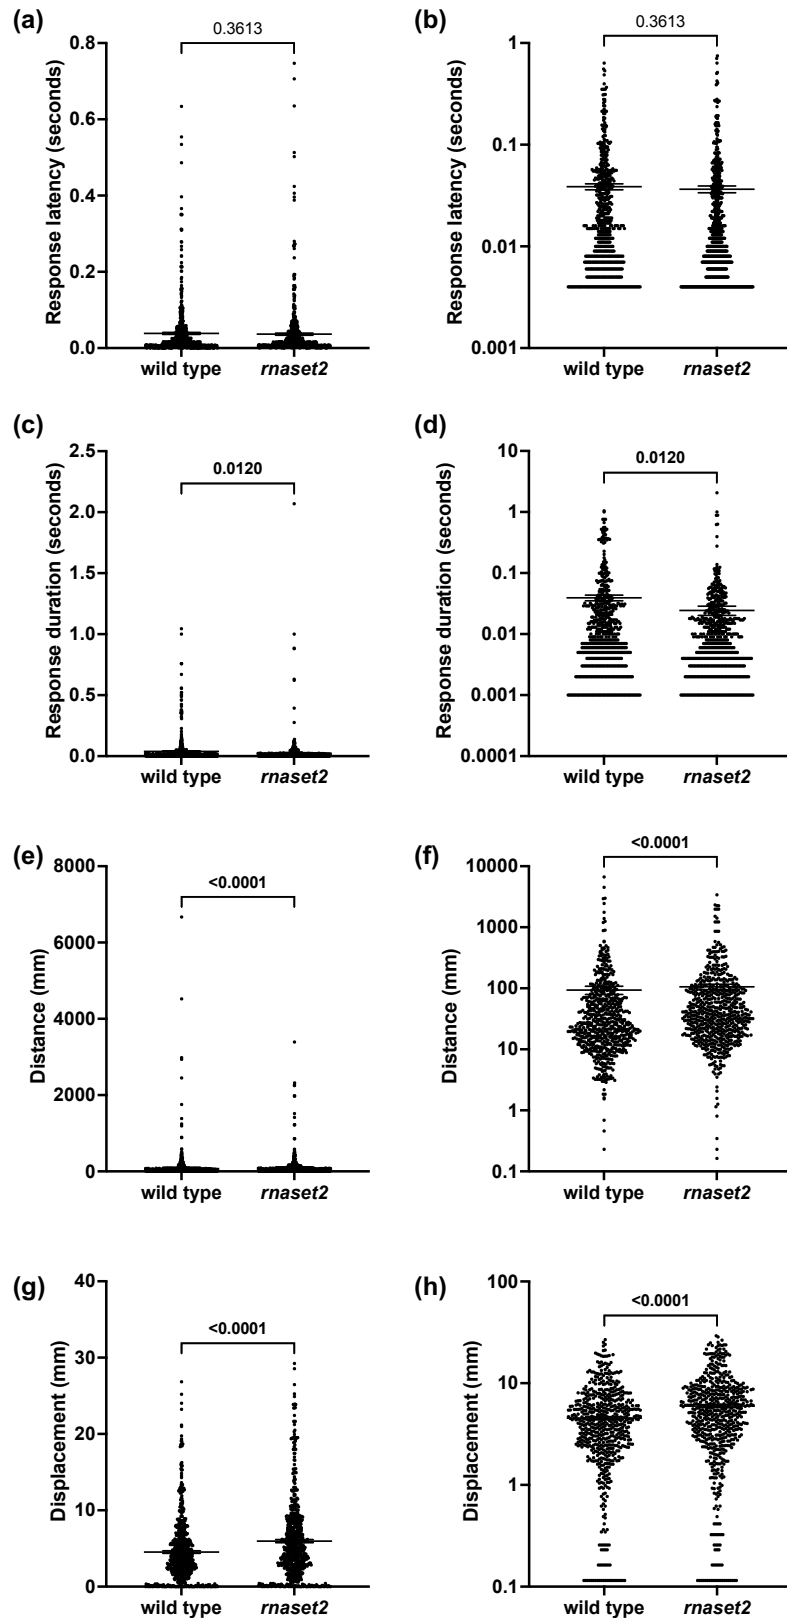 (a)
0.3613
0.8
0.6
0.4
0.2
0.0
Response latency (seconds)
wild type
rnaset2
(b)
0.3613
1
0.1
0.01
0.001
Response latency (seconds)
wild type
rnaset2
(c)
0.0120
2.5
2.0
1.5
1.0
0.5
0.0
Response duration (seconds)
wild type
rnaset2
(d)
0.0120
10
1
0.1
0.01
0.001
0.0001
Response duration (seconds)
wild type
rnaset2
(e)
<0.0001
8000
6000
4000
2000
0
Distance (mm)
wild type
rnaset2
(f)
<0.0001
10000
1000
100
10
1
0.1
Distance (mm)
wild type
rnaset2
(g)
<0.0001
40
30
20
10
0
Displacement (mm)
wild type
rnaset2
(h)
<0.0001
100
10
1
0.1
Displacement (mm)
wild type
rnaset2